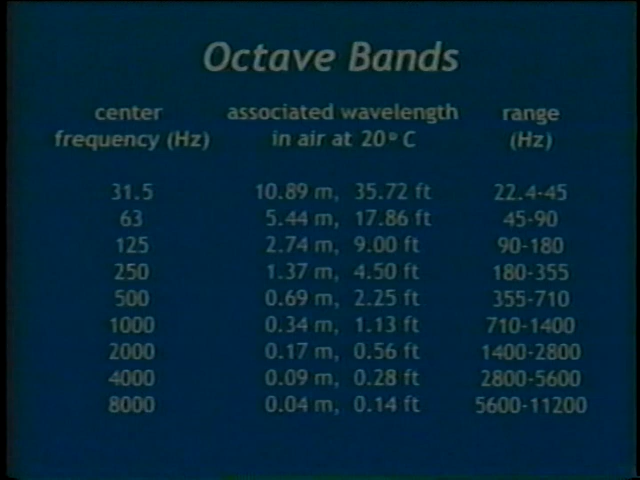 Octave Bands
center associated wavelength range
frequency (Hz) in air at 20° C (Hz)
31.5 10.89 m, 35.72 ft 22.4-45
63 5.44 m, 17.86 ft 45-90
125 2.74 m, 9.00 ft 90-180
250 1.37 m, 4.50 ft 180-355
500 0.69 m, 2.25 ft 355-710
1000 0.34 m, 1.13 ft 710-1400
2000 0.17 m, 0.56 ft 1400-2800
4000 0.09 m, 0.28 ft 2800-5600
8000 0.04 m, 0.14 ft 5600-11200